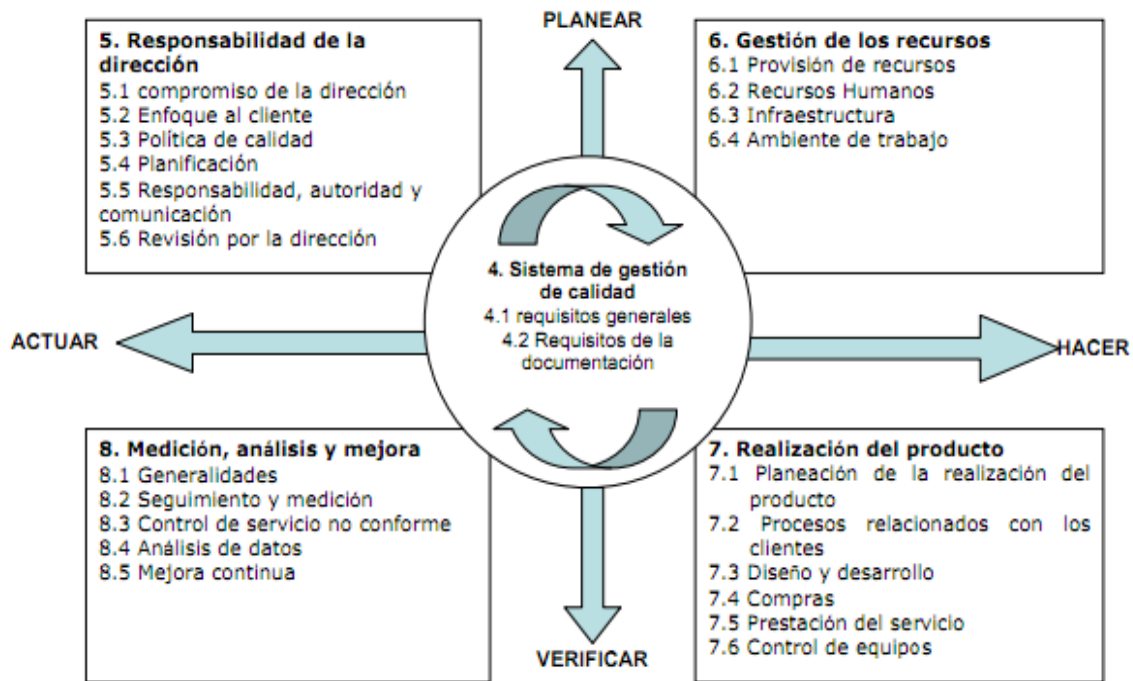 PLANEAR
5. Responsabilidad de la
dirección
5.1 compromiso de la dirección
5.2 Enfoque al cliente
5.3 Política de calidad
5.4 Planificación
5.5 Responsabilidad, autoridad y
comunicación
5.6 Revisión por la dirección
6. Gestión de los recursos
6.1 Provisión de recursos
6.2 Recursos Humanos
6.3 Infraestructura
6.4 Ambiente de trabajo
4. Sistema de gestión
de calidad
4.1 requisitos generales
4.2 Requisitos de la
documentación
ACTUAR
HACER
8. Medición, análisis y mejora
8.1 Generalidades
8.2 Seguimiento y medición
8.3 Control de servicio no conforme
8.4 Análisis de datos
8.5 Mejora continua
7. Realización del producto
7.1 Planeación de la realización del
producto
7.2 Procesos relacionados con los
clientes
7.3 Diseño y desarrollo
7.4 Compras
7.5 Prestación del servicio
7.6 Control de equipos
VERIFICAR